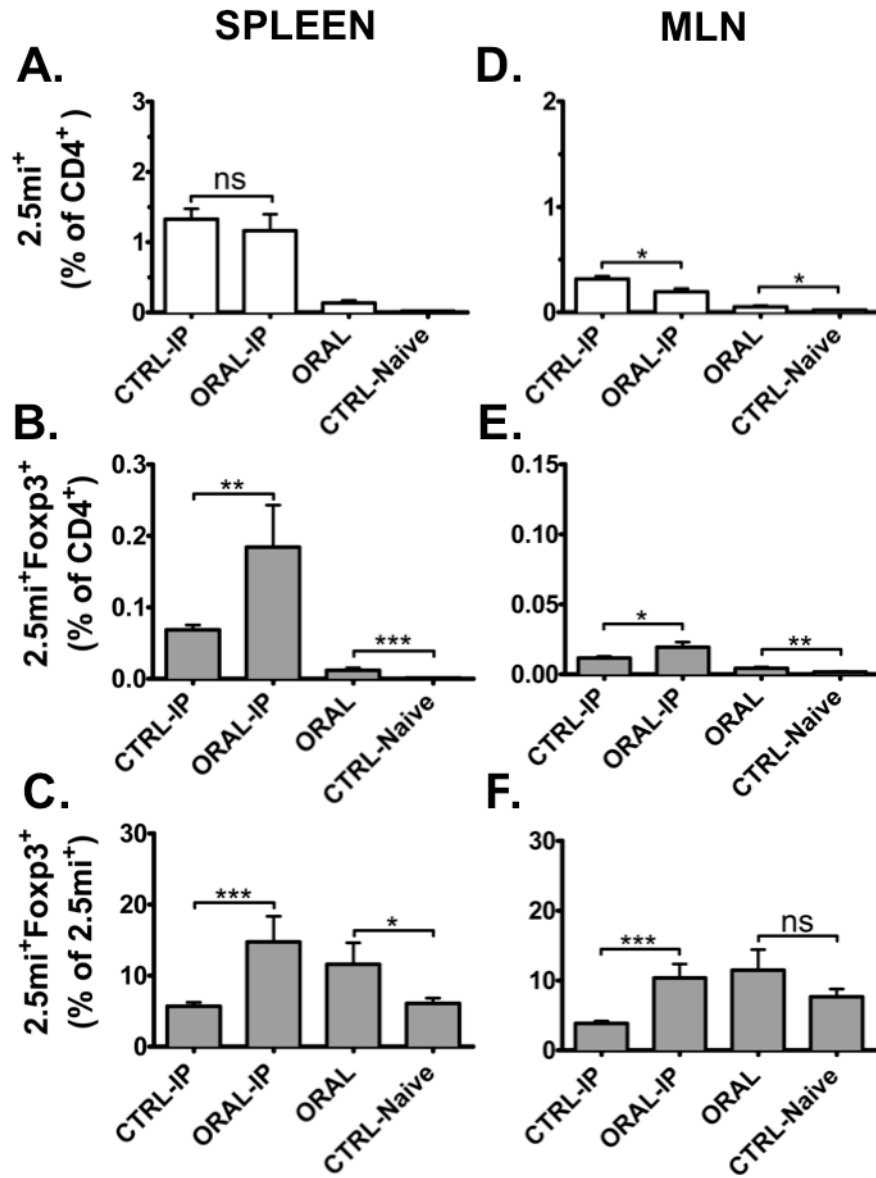 SPLEEN
MLN
A.
2.5mi⁺
(% of CD4⁺)
3
2
1
0
ns
CTRL-IP
ORAL-IP
ORAL
CTRL-Naive
D.
2
1
0
*
*
CTRL-IP
ORAL-IP
ORAL
CTRL-Naive
B.
2.5mi⁺Foxp3⁺
(% of CD4⁺)
0.3
0.2
0.1
0.0
**
***
CTRL-IP
ORAL-IP
ORAL
CTRL-Naive
E.
0.15
0.10
0.05
0.00
*
**
CTRL-IP
ORAL-IP
ORAL
CTRL-Naive
C.
2.5mi⁺Foxp3⁺
(% of 2.5mi⁺)
30
20
10
0
***
*
CTRL-IP
ORAL-IP
ORAL
CTRL-Naive
F.
30
20
10
0
***
ns
CTRL-IP
ORAL-IP
ORAL
CTRL-Naive